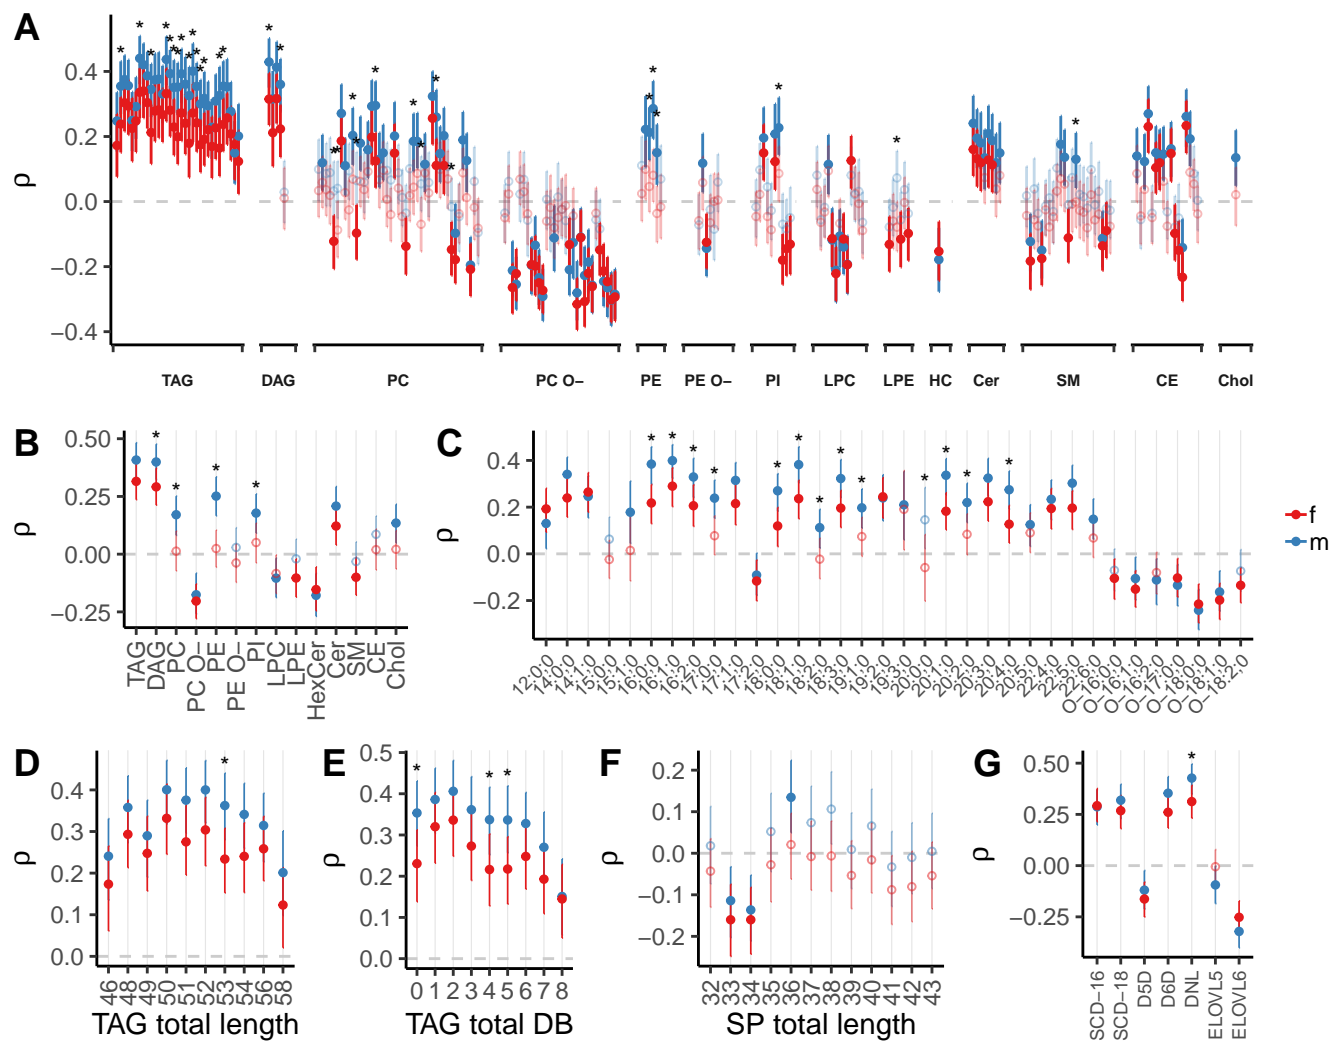 A
ρ
0.4
0.2
0.0
−0.2
−0.4
TAG DAG PC PC O− PE PE O− PI LPC LPE HC Cer SM CE Chol
B
ρ
0.50
0.25
0.00
−0.25
TAG DAG PC PC O− PE PE O− PI LPC LPE HexCer Cer SM CE Chol
C
ρ
0.4
0.2
0.0
−0.2
12:0;0 14:0;0 14:1;0 15:0;0 15:1;0 16:0;0 16:1;0 16:2;0 17:0;0 17:1;0 17:2;0 18:0;0 18:1;0 18:2;0 18:3;0 19:1;0 19:2;0 19:3;0 20:0;0 20:1;0 20:2;0 20:3;0 20:4;0 20:5;0 22:4;0 22:5;0 22:6;0 O−16:0;0 O−16:1;0 O−16:2;0 O−17:0;0 O−18:0;0 O−18:1;0 O−18:2;0
f
m
D
ρ
0.4
0.3
0.2
0.1
0.0
46 48 49 50 51 52 53 54 56 58
TAG total length
E
ρ
0.5
0.4
0.3
0.2
0.1
0.0
0 1 2 3 4 5 6 7 8
TAG total DB
F
ρ
0.2
0.1
0.0
−0.1
−0.2
32 33 34 35 36 37 38 39 40 41 42 43
SP total length
G
ρ
0.50
0.25
0.00
−0.25
SCD−16 SCD−18 D5D D6D DNL ELOVL5 ELOVL6